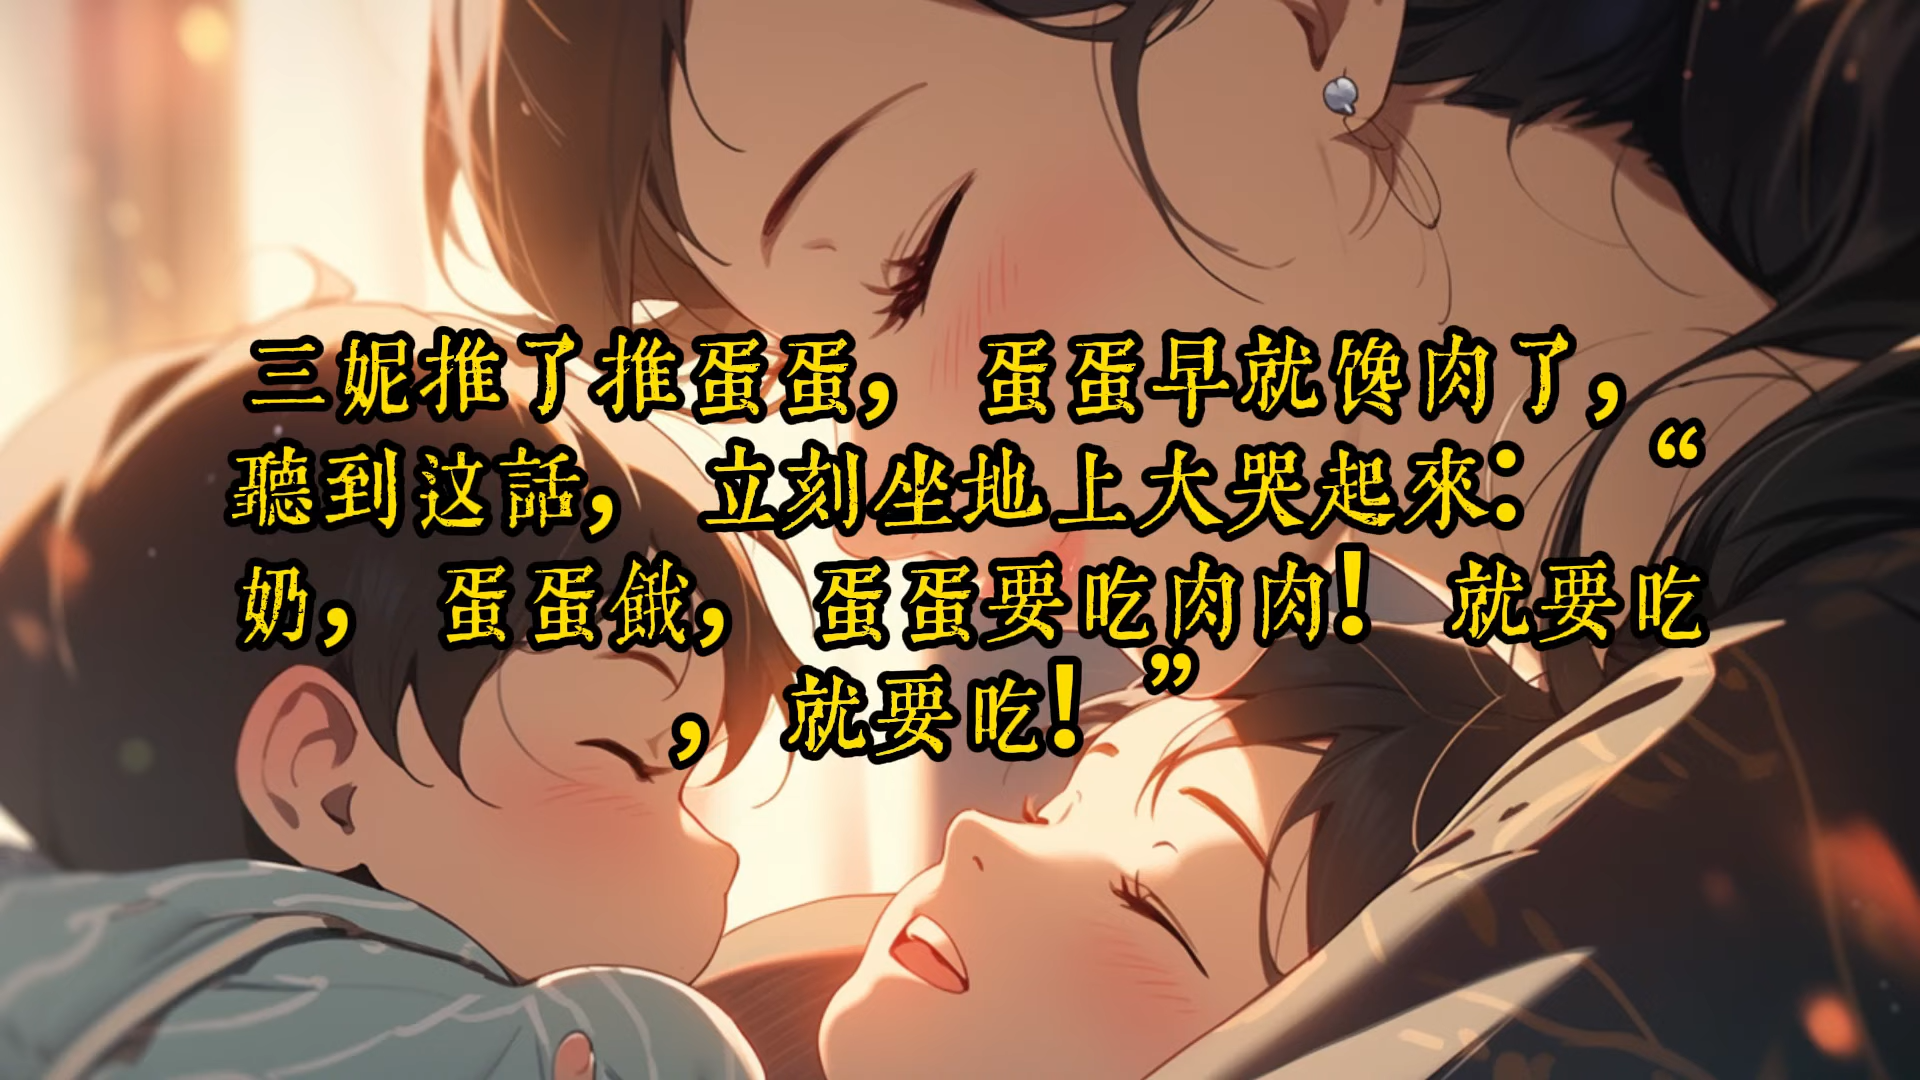 三妮推了推蛋蛋，蛋蛋早就馋肉了，
聽到这話，立刻坐地上大哭起來：“
奶，蛋蛋餓，蛋蛋要吃肉肉！就要吃
，就要吃！”